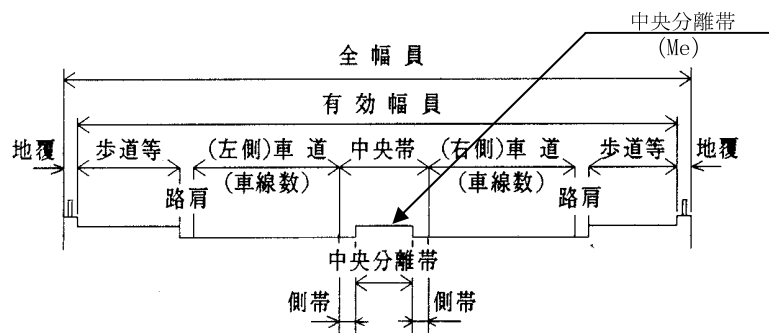 中央分離帯
(Me)
全幅員
有効幅員
地覆 歩道等 (左側)車道 中央帯 (右側)車道 歩道等 地覆
路肩 (車線数) (車線数) 路肩
中央分離帯
側帯 側帯